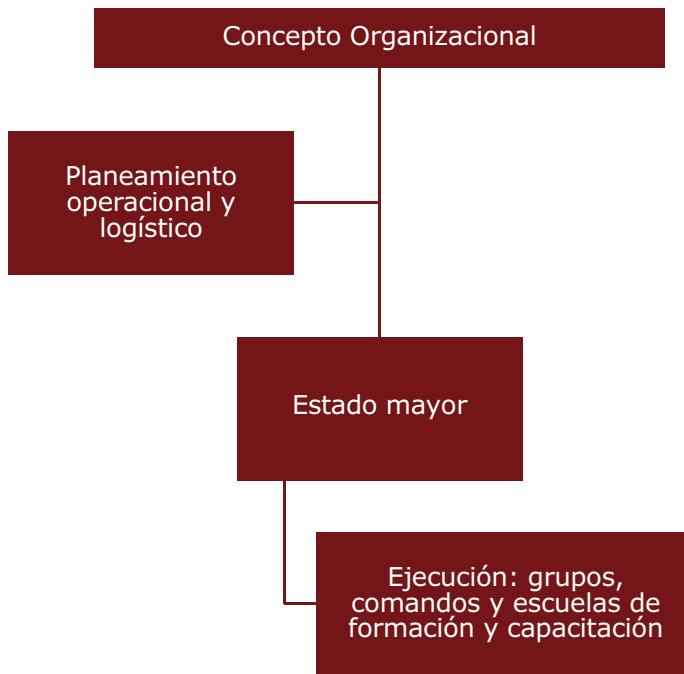 Concepto Organizacional
Planeamiento
operacional y
logístico
Estado mayor
Ejecución: grupos,
comandos y escuelas de
formación y capacitación